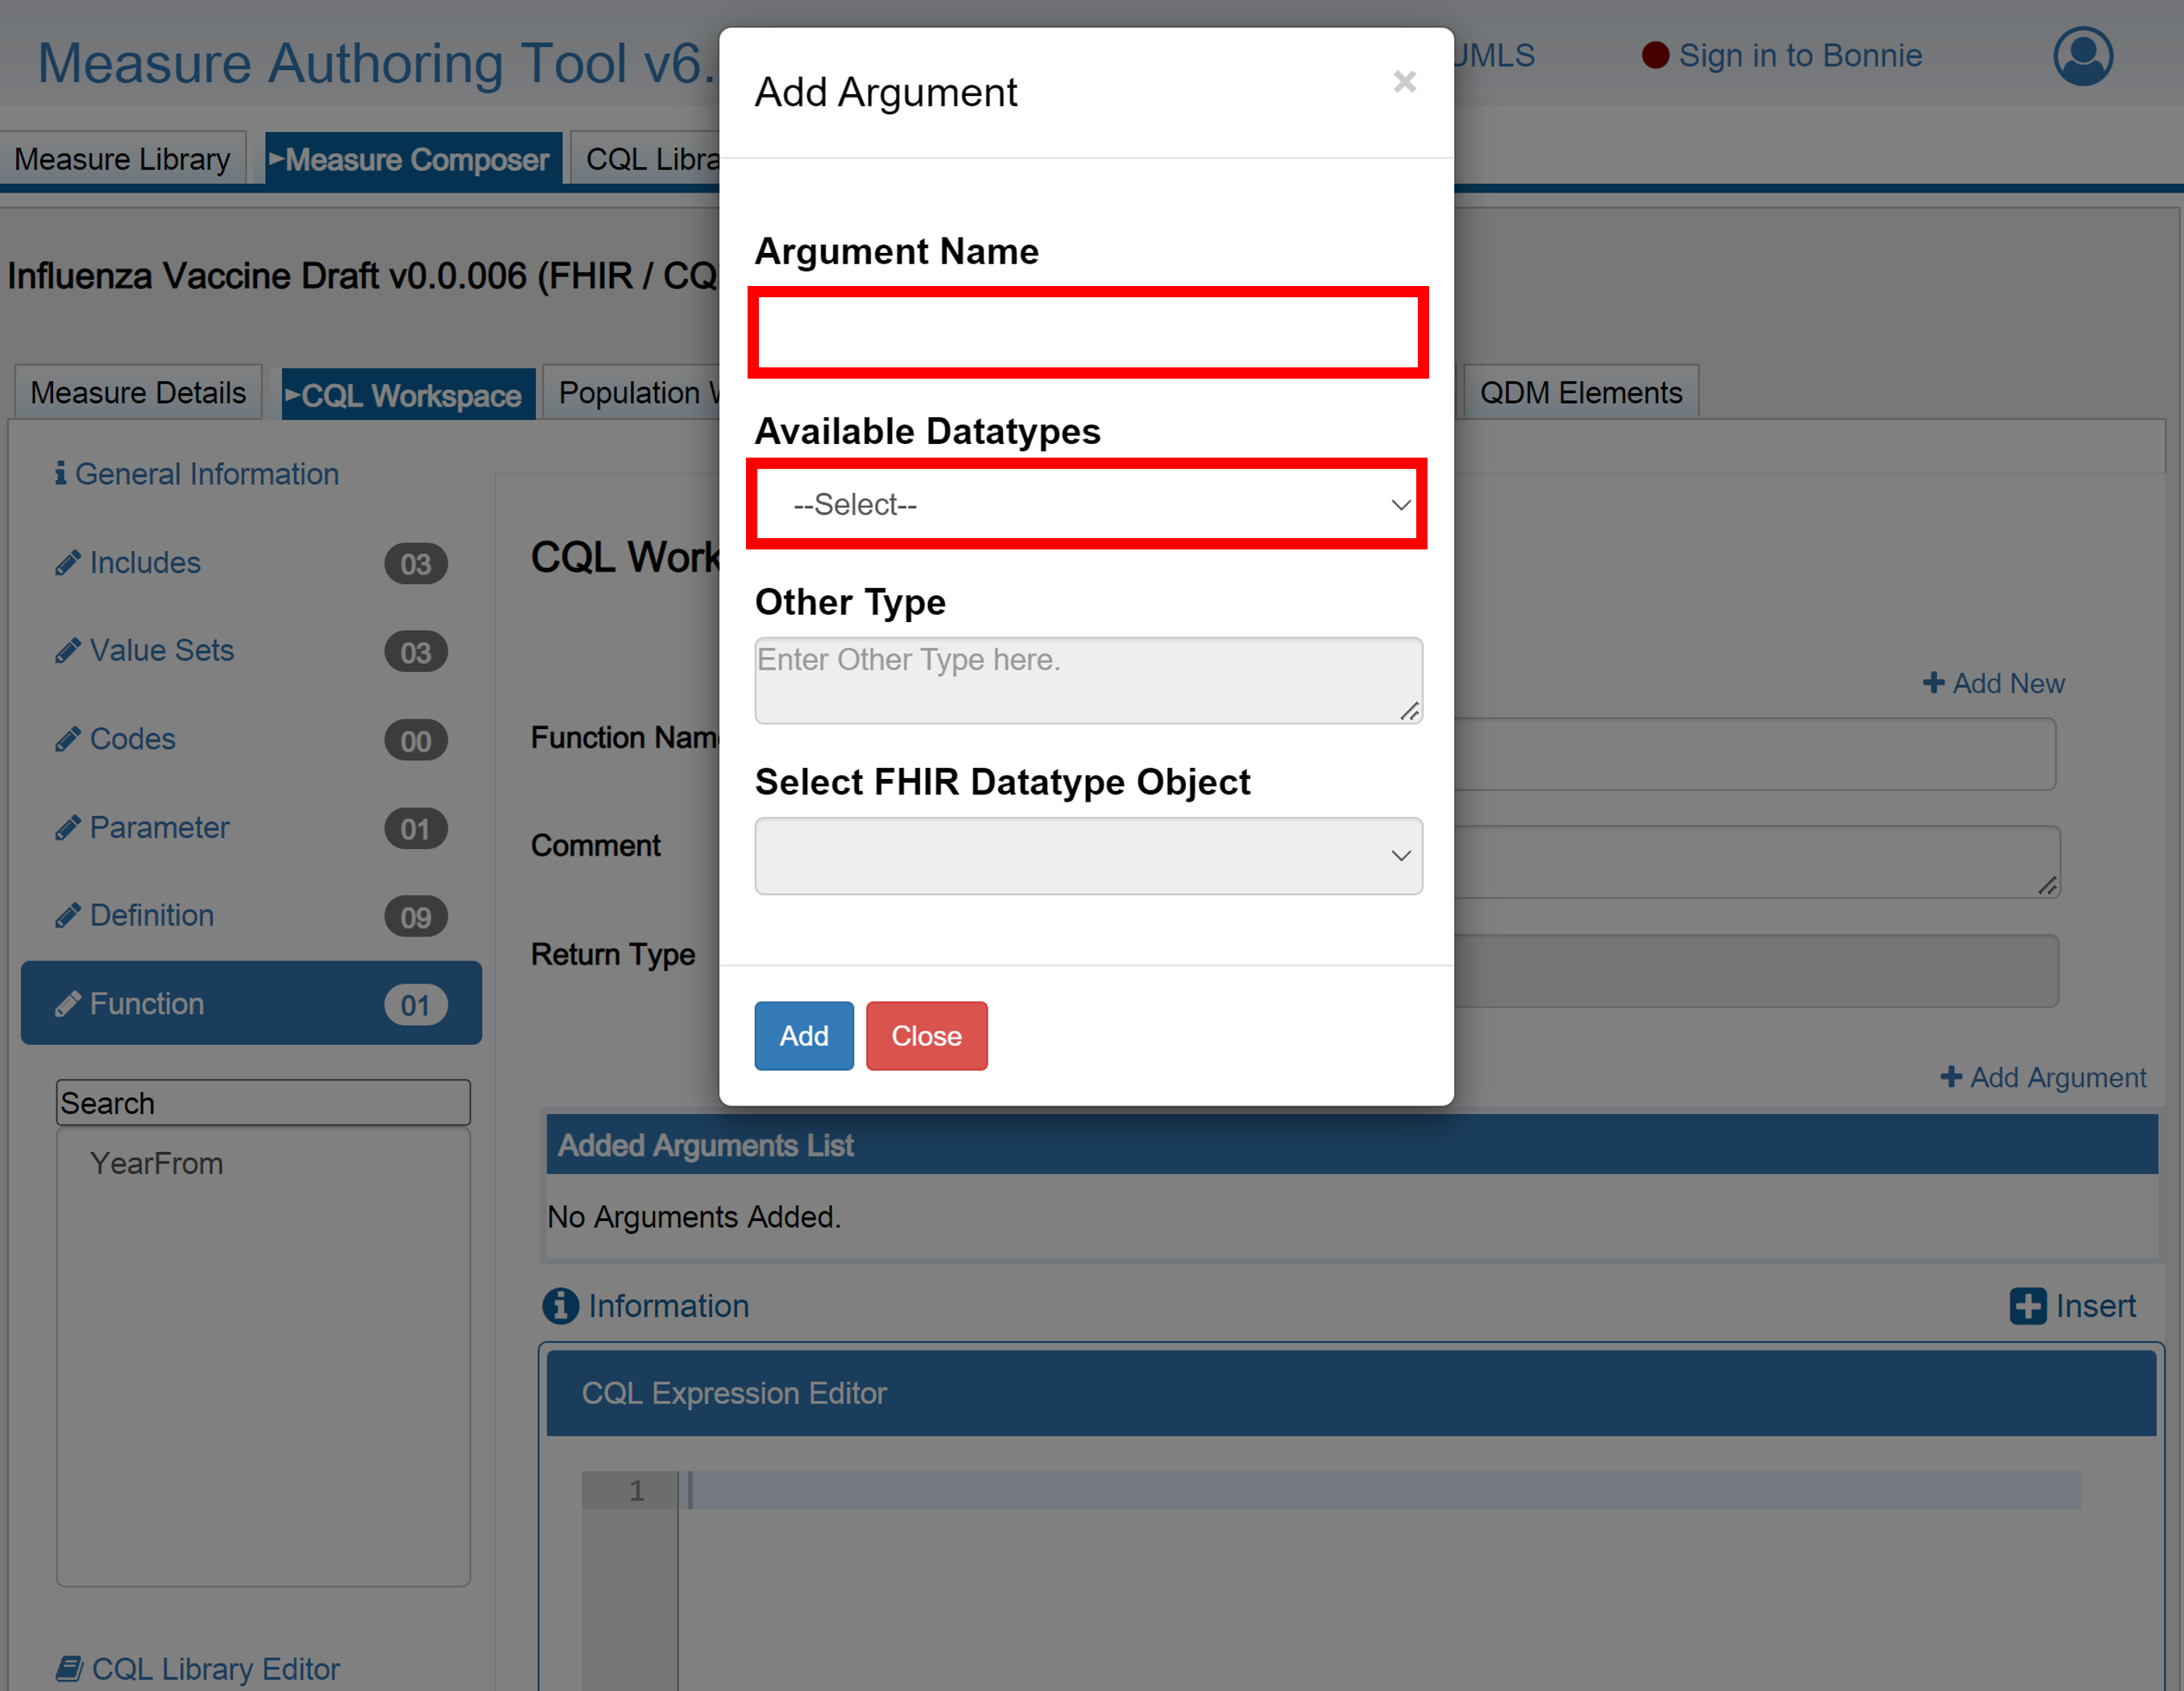 Measure Authoring Tool v6.
UMLS
Sign in to Bonnie
Measure Library
Measure Composer
CQL Libra
Influenza Vaccine Draft v0.0.006 (FHIR / CQ
Measure Details
CQL Workspace
Population W
QDM Elements
General Information
Includes 03
Value Sets 03
Codes 00
Parameter 01
Definition 09
Function 01
Search
YearFrom
CQL Library Editor
CQL Work
Add New
Function Name
Comment
Return Type
Add Argument
Added Arguments List
No Arguments Added.
Information
Insert
CQL Expression Editor
1
Add Argument
×
Argument Name
Available Datatypes
--Select--
Other Type
Enter Other Type here.
Select FHIR Datatype Object
Add
Close